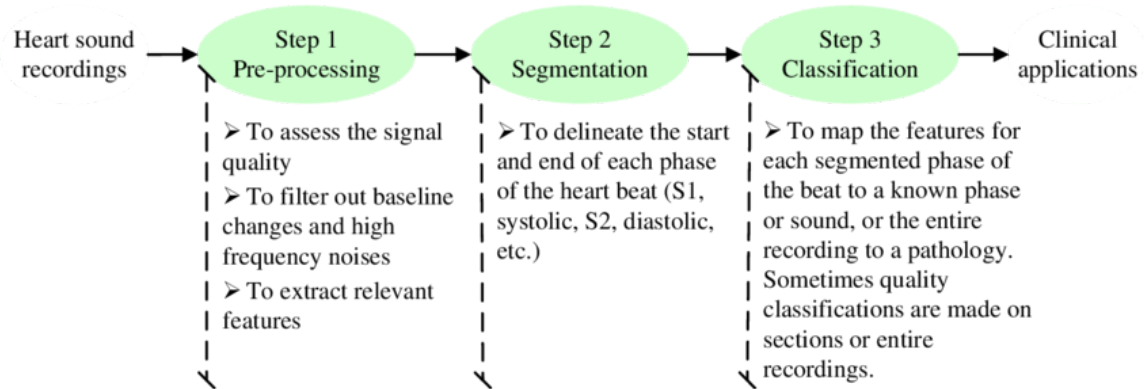 Heart sound
recordings
Step 1
Pre-processing
Step 2
Segmentation
Step 3
Classification
Clinical
applications
➢ To assess the signal
quality
➢ To filter out baseline
changes and high
frequency noises
➢ To extract relevant
features
➢ To delineate the start
and end of each phase
of the heart beat (S1,
systolic, S2, diastolic,
etc.)
➢ To map the features for
each segmented phase of
the beat to a known phase
or sound, or the entire
recording to a pathology.
Sometimes quality
classifications are made on
sections or entire
recordings.